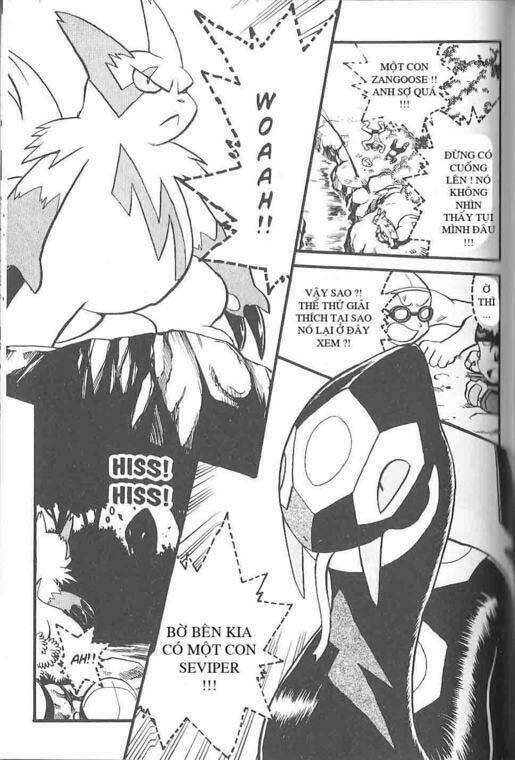 MỘT CON
ZANGOOSE !!
ANH SỢ QUÁ
!!!
ĐỪNG CÓ
CUỐNG
LÊN ! NÓ
KHÔNG
NHÌN
THẤY TỤI
MÌNH ĐÂU
!!!
WOAAH!!
Ờ
THÌ
...
VẬY SAO ?!
THẾ THỬ GIẢI
THÍCH TẠI SAO
NÓ LẠI Ở ĐÂY
XEM ?!
HISS!
HISS!
BỜ BÊN KIA
CÓ MỘT CON
SEVIPER
!!!
AH!!